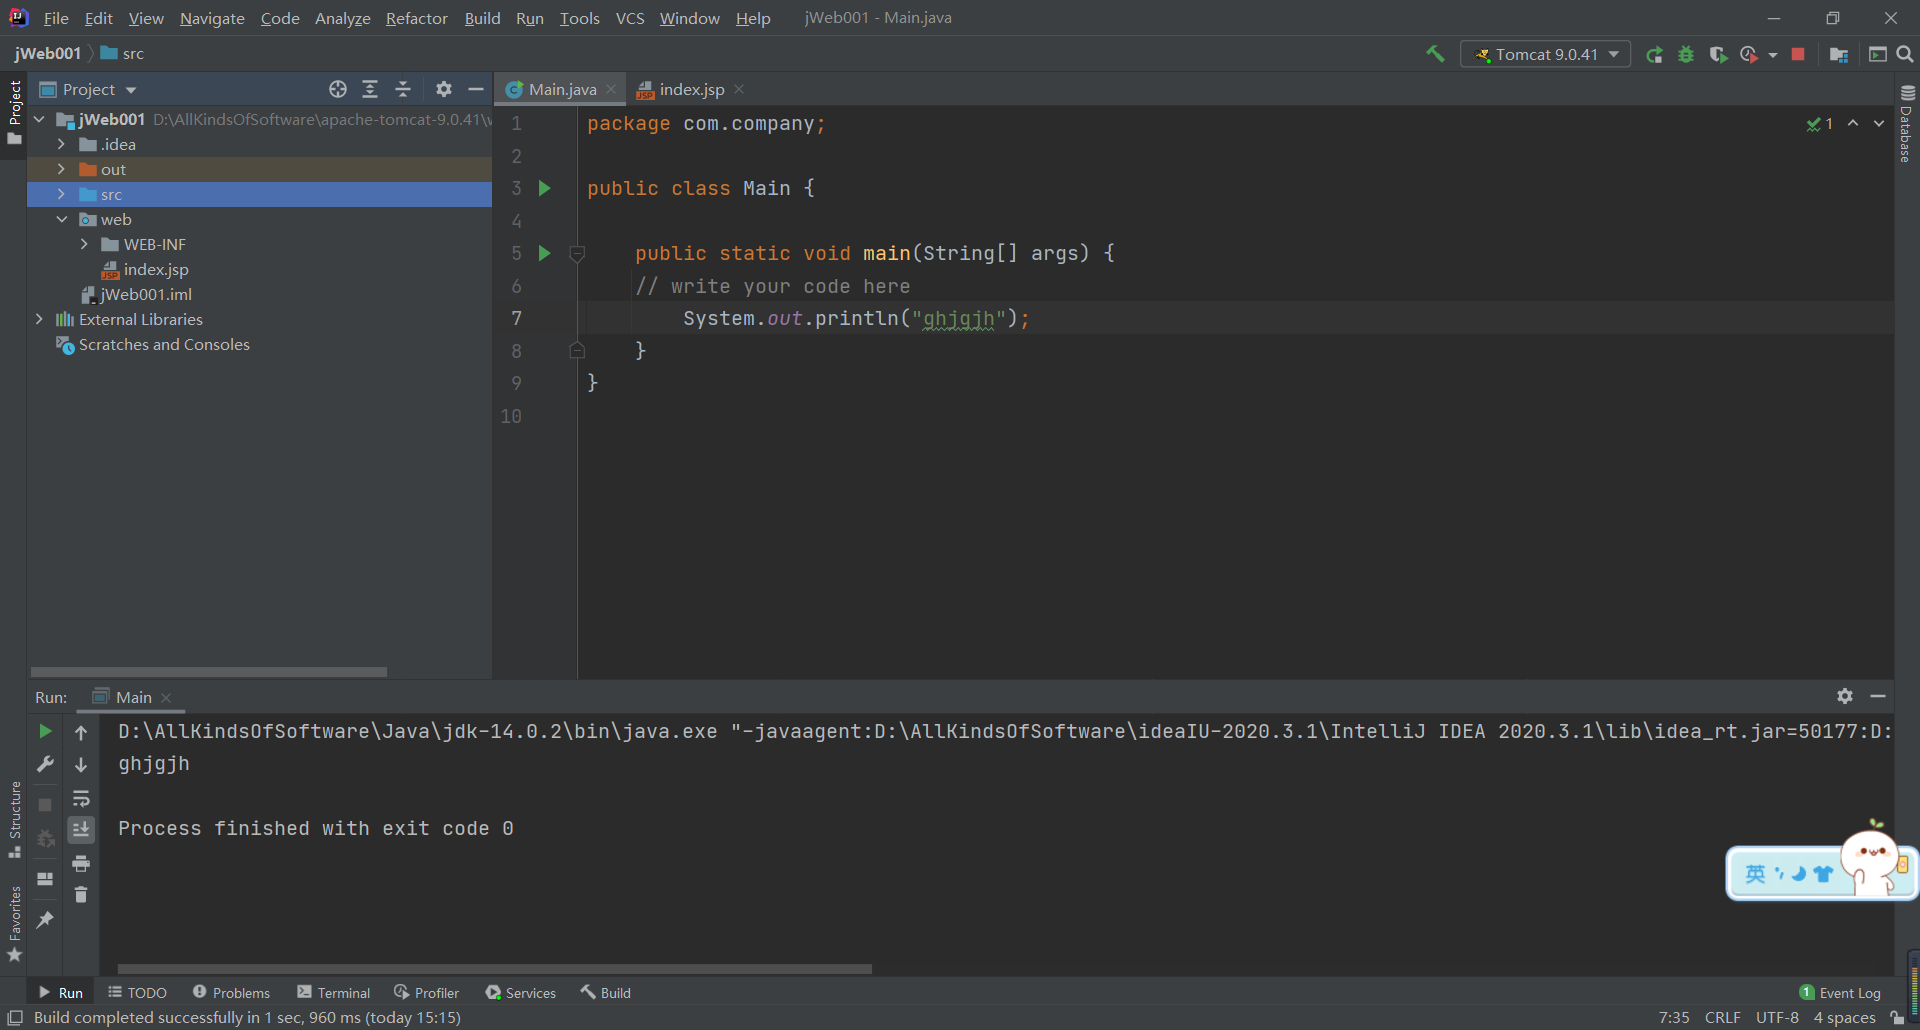 File Edit View Navigate Code Analyze Refactor Build Run Tools VCS Window Help jWeb001 - Main.java
jWeb001 src
Tomcat 9.0.41
Project
Project
Main.java
index.jsp
jWeb001 D:\AllKindsOfSoftware\apache-tomcat-9.0.41\
.idea
out
src
web
WEB-INF
JSP index.jsp
jWeb001.iml
External Libraries
Scratches and Consoles
1 package com.company;
2
3 public class Main {
4
5 public static void main(String[] args) {
6 // write your code here
7 System.out.println("ghjgjh");
8 }
9 }
10
1
Database
Structure
Favorites
Run: Main
D:\AllKindsOfSoftware\Java\jdk-14.0.2\bin\java.exe "-javaagent:D:\AllKindsOfSoftware\ideaIU-2020.3.1\IntelliJ IDEA 2020.3.1\lib\idea_rt.jar=50177:D:
ghjgjh
Process finished with exit code 0
英
Run TODO Problems Terminal Profiler Services Build 1 Event Log
Build completed successfully in 1 sec, 960 ms (today 15:15) 7:35 CRLF UTF-8 4 spaces